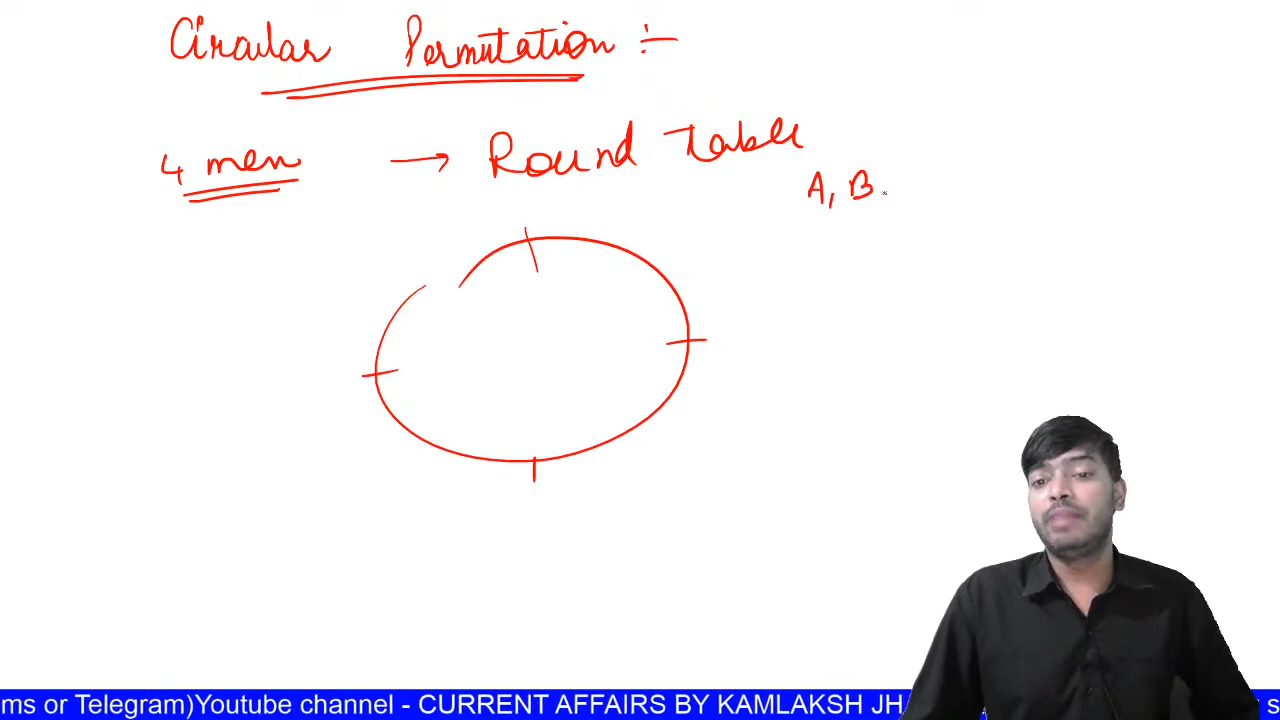 Circular Permutation :-
4 men → Round Table
A, B
ms or Telegram)Youtube channel - CURRENT AFFAIRS BY KAMLAKSH JH